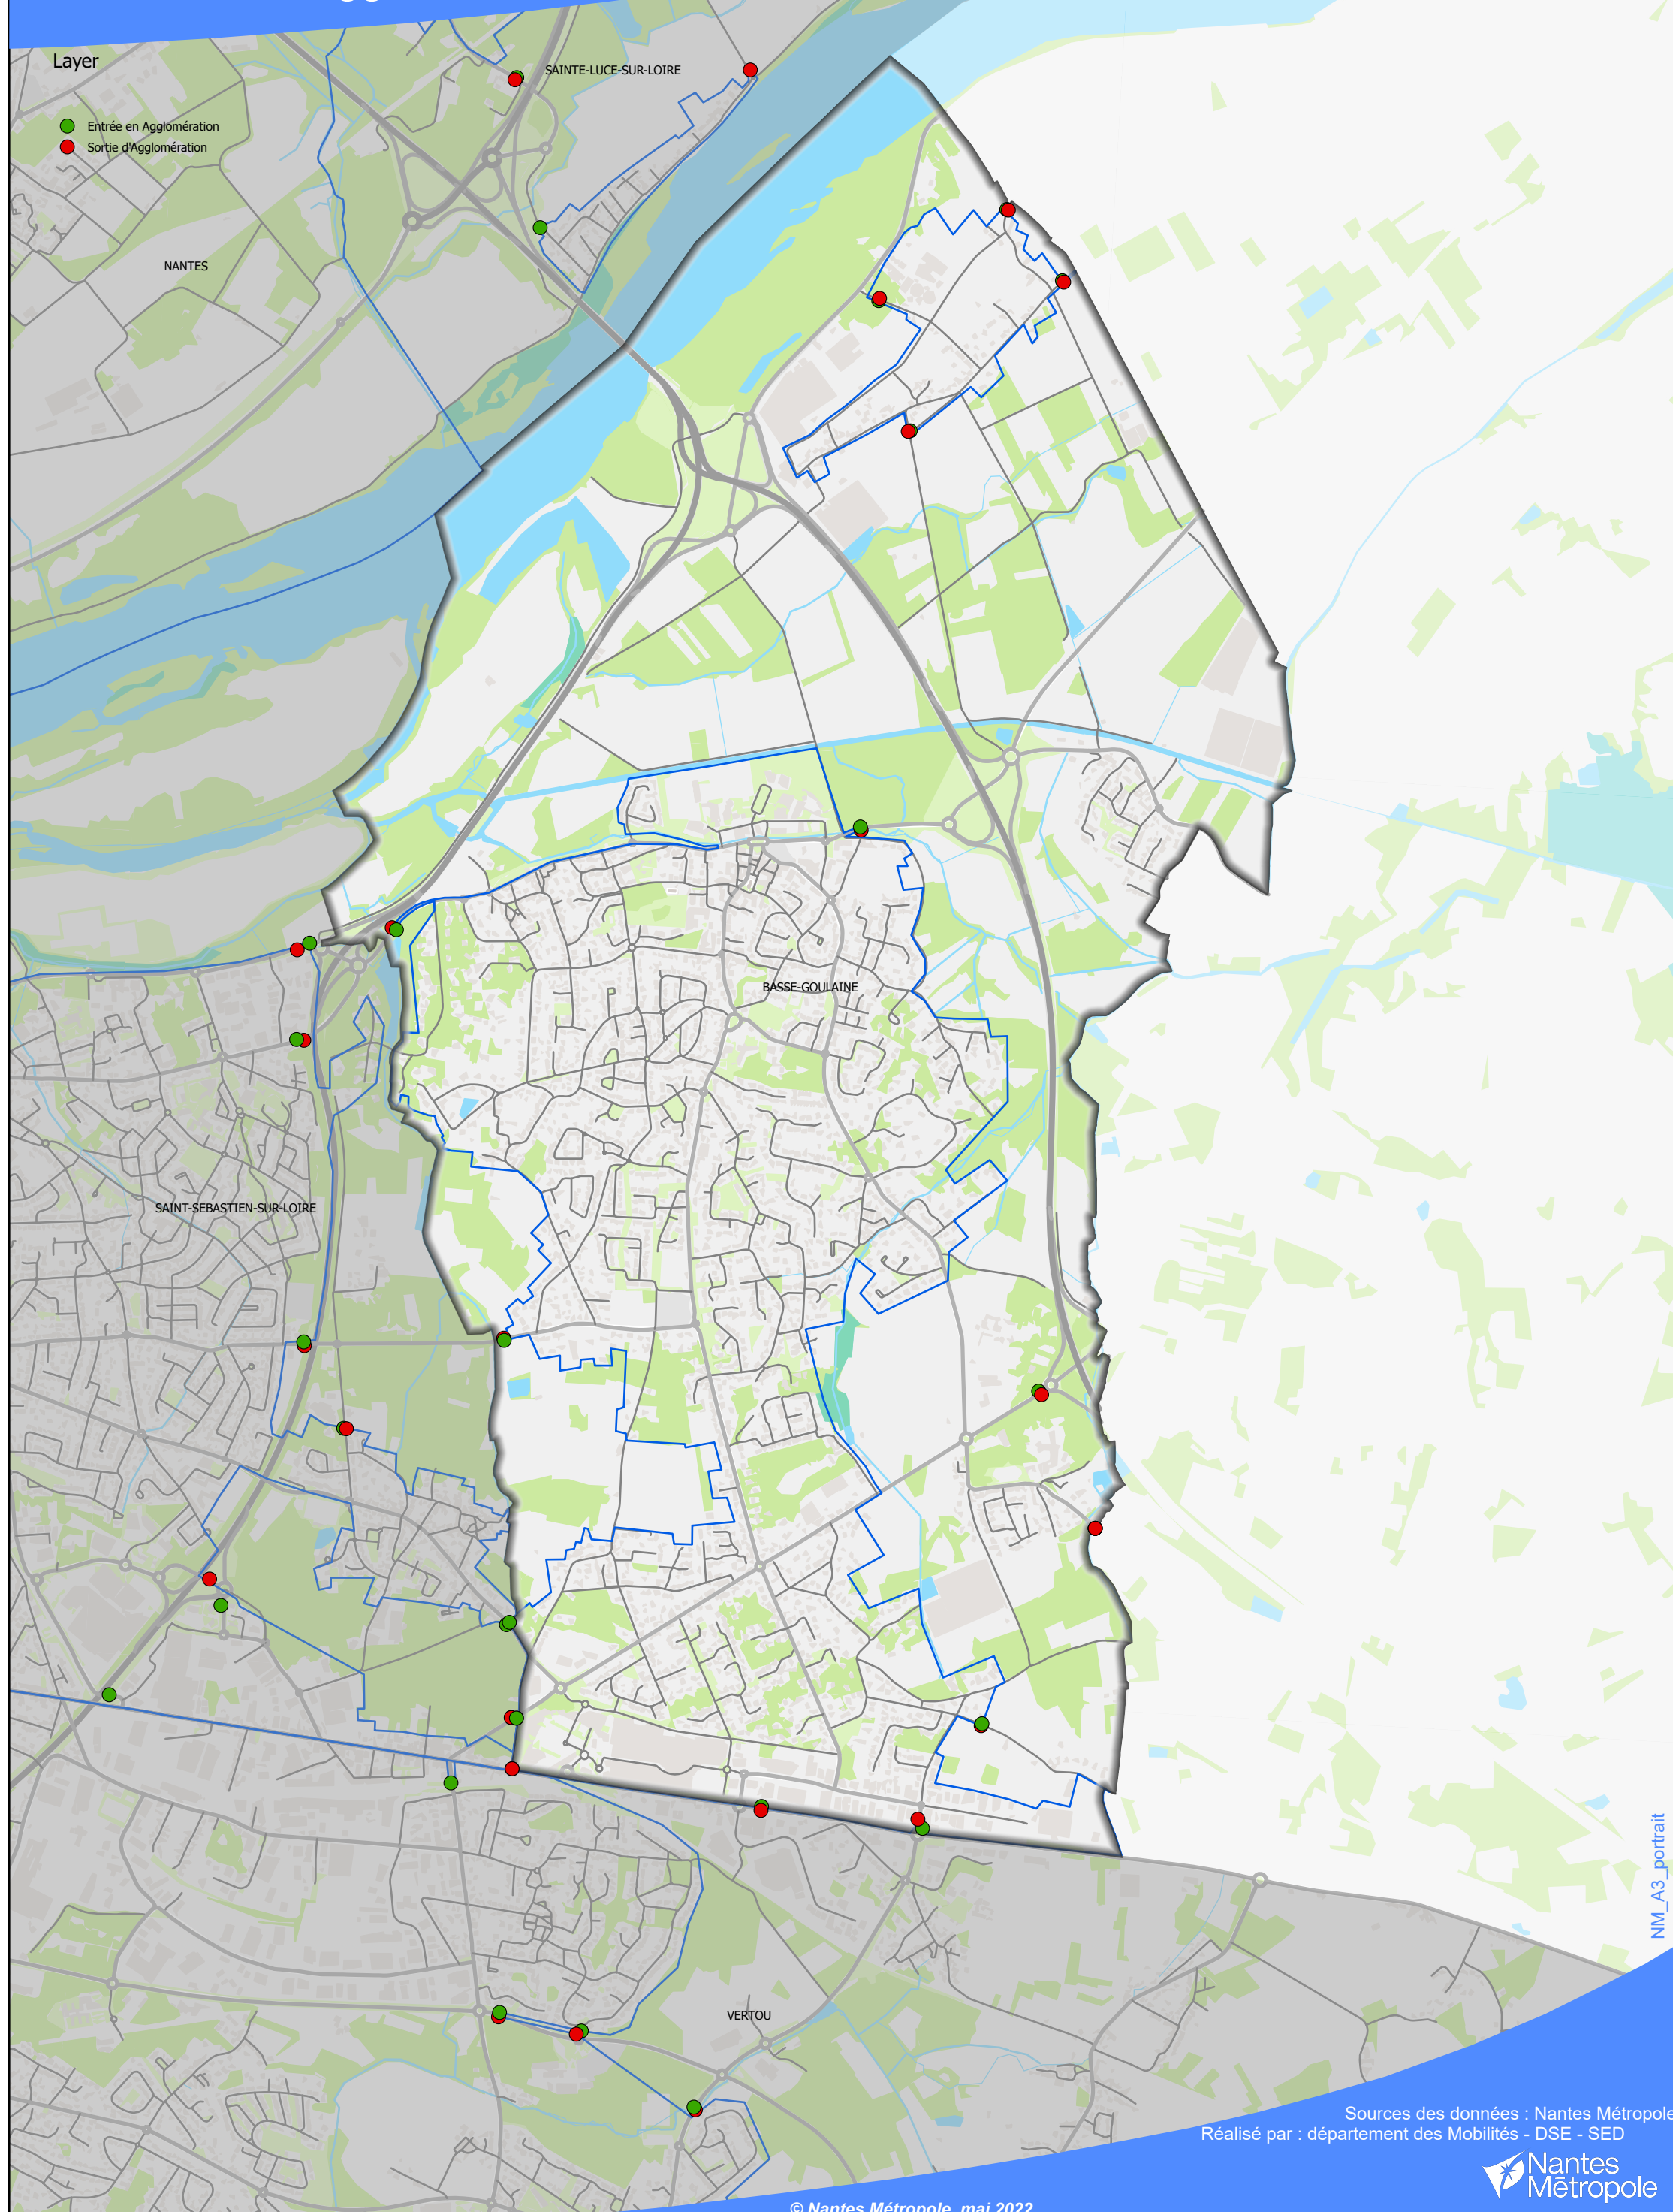 Layer
Entrée en Agglomération
Sortie d'Agglomération
SAINTE-LUCE-SUR-LOIRE
NANTES
BASSE-GOULAINE
SAINT-SEBASTIEN-SUR-LOIRE
VERTOU
NM_A3_portrait
Sources des données : Nantes Métropole
Réalisé par : département des Mobilités - DSE - SED
Nantes
Métropole
© Nantes Métropole, mai 2022